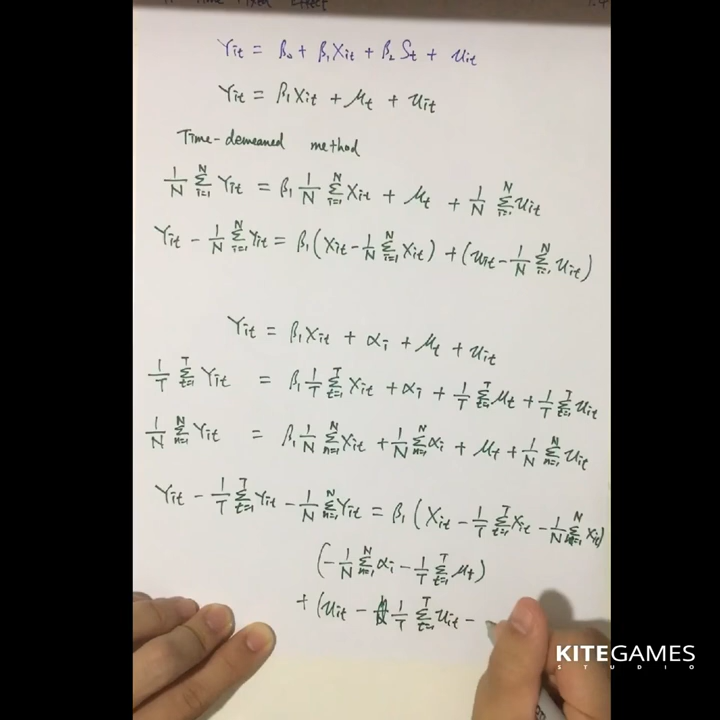 Time Fixed Effect
Yit = β0 + β1Xit + β2 St + uit
Yit = β1Xit + μt + uit
Time-demeaned method
1/N Σ_{i=1}^{N} Yit = β1 1/N Σ_{i=1}^{N} Xit + μt + 1/N Σ_{i=1}^{N} uit
Yit - 1/N Σ_{i=1}^{N} Yit = β1(Xit - 1/N Σ_{i=1}^{N} Xit) + (uit - 1/N Σ_{i=1}^{N} uit)
Yit = β1Xit + αi + μt + uit
1/T Σ_{t=1}^{T} Yit = β1 1/T Σ_{t=1}^{T} Xit + αi + 1/T Σ_{t=1}^{T} μt + 1/T Σ_{t=1}^{T} uit
1/N Σ_{n=1}^{N} Yit = β1 1/N Σ_{n=1}^{N} Xit + 1/N Σ_{n=1}^{N} αi + μt + 1/N Σ_{n=1}^{N} uit
Yit - 1/T Σ_{t=1}^{T} Yit - 1/N Σ_{n=1}^{N} Yit = β1 (Xit - 1/T Σ_{t=1}^{T} Xit - 1/N Σ_{n=1}^{N} Xit)
(- 1/N Σ_{n=1}^{N} αi - 1/T Σ_{t=1}^{T} μt)
+ (uit - 1/T Σ_{t=1}^{T} uit -
KITEGAMES
STUDIO